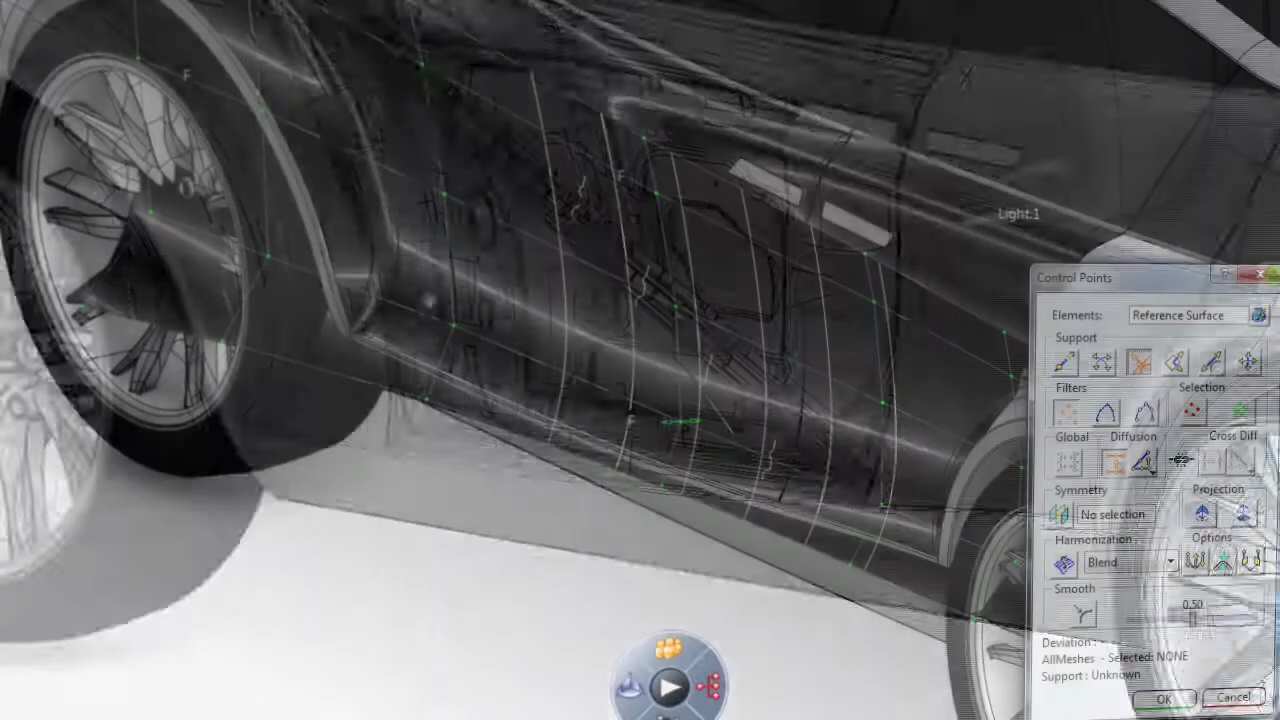 F
F
F
Light.1
Control Points
?
Elements: Reference Surface
Support
Filters Selection
Global Diffusion Cross Diff
Symmetry Projection
No selection
Harmonization Options
Blend
Smooth
0,50
Deviation : -
AllMeshes - Selected: NONE
Support : Unknown
OK Cancel